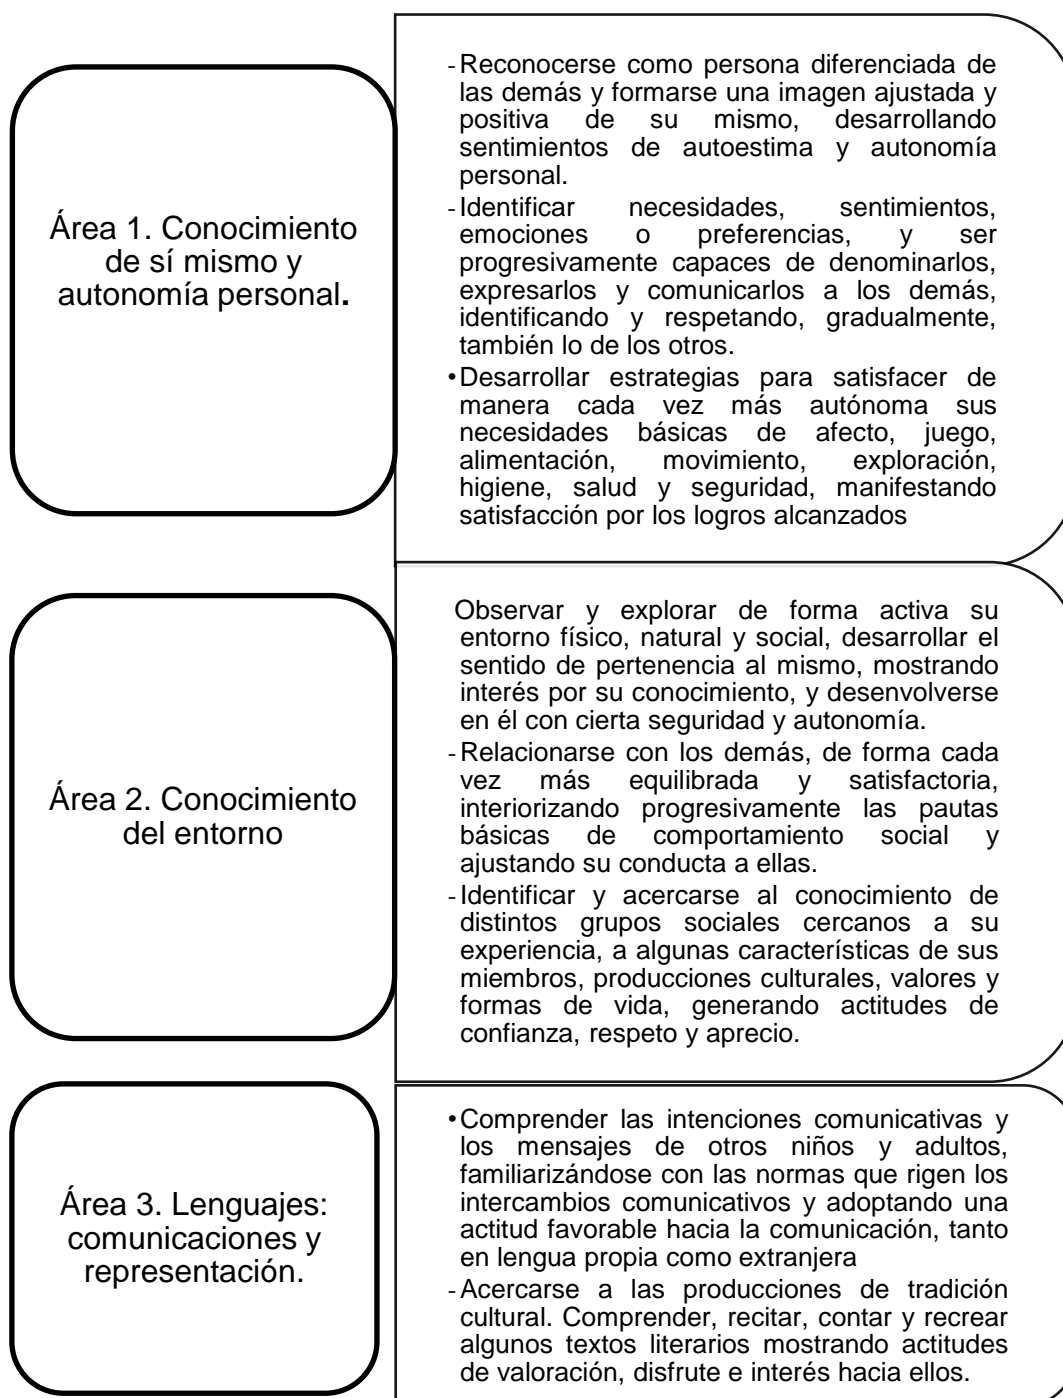 Área 1. Conocimiento
de sí mismo y
autonomía personal.
-Reconocerse como persona diferenciada de
las demás y formarse una imagen ajustada y
positiva de su mismo, desarrollando
sentimientos de autoestima y autonomía
personal.
-Identificar necesidades, sentimientos,
emociones o preferencias, y ser
progresivamente capaces de denominarlos,
expresarlos y comunicarlos a los demás,
identificando y respetando, gradualmente,
también lo de los otros.
•Desarrollar estrategias para satisfacer de
manera cada vez más autónoma sus
necesidades básicas de afecto, juego,
alimentación, movimiento, exploración,
higiene, salud y seguridad, manifestando
satisfacción por los logros alcanzados
Área 2. Conocimiento
del entorno
Observar y explorar de forma activa su
entorno físico, natural y social, desarrollar el
sentido de pertenencia al mismo, mostrando
interés por su conocimiento, y desenvolverse
en él con cierta seguridad y autonomía.
-Relacionarse con los demás, de forma cada
vez más equilibrada y satisfactoria,
interiorizando progresivamente las pautas
básicas de comportamiento social y
ajustando su conducta a ellas.
-Identificar y acercarse al conocimiento de
distintos grupos sociales cercanos a su
experiencia, a algunas características de sus
miembros, producciones culturales, valores y
formas de vida, generando actitudes de
confianza, respeto y aprecio.
Área 3. Lenguajes:
comunicaciones y
representación.
•Comprender las intenciones comunicativas y
los mensajes de otros niños y adultos,
familiarizándose con las normas que rigen los
intercambios comunicativos y adoptando una
actitud favorable hacia la comunicación, tanto
en lengua propia como extranjera
-Acercarse a las producciones de tradición
cultural. Comprender, recitar, contar y recrear
algunos textos literarios mostrando actitudes
de valoración, disfrute e interés hacia ellos.